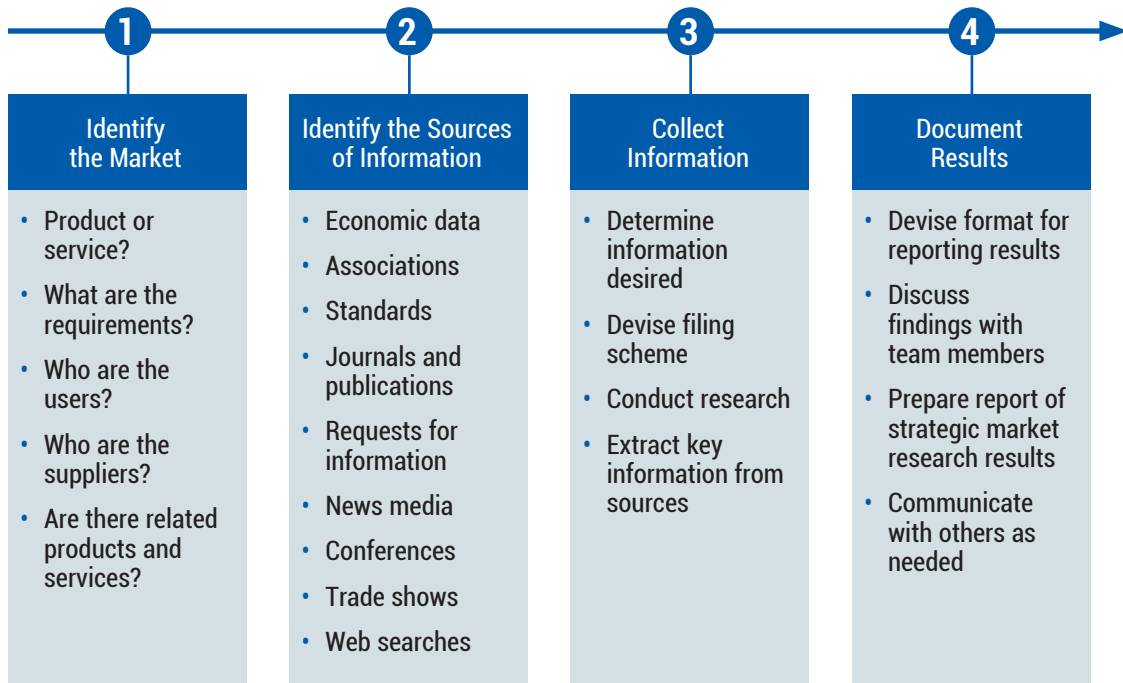 1
2
3
4
Identify
the Market
• Product or
service?
• What are the
requirements?
• Who are the
users?
• Who are the
suppliers?
• Are there related
products and
services?
Identify the Sources
of Information
• Economic data
• Associations
• Standards
• Journals and
publications
• Requests for
information
• News media
• Conferences
• Trade shows
• Web searches
Collect
Information
• Determine
information
desired
• Devise filing
scheme
• Conduct research
• Extract key
information from
sources
Document
Results
• Devise format for
reporting results
• Discuss
findings with
team members
• Prepare report of
strategic market
research results
• Communicate
with others as
needed